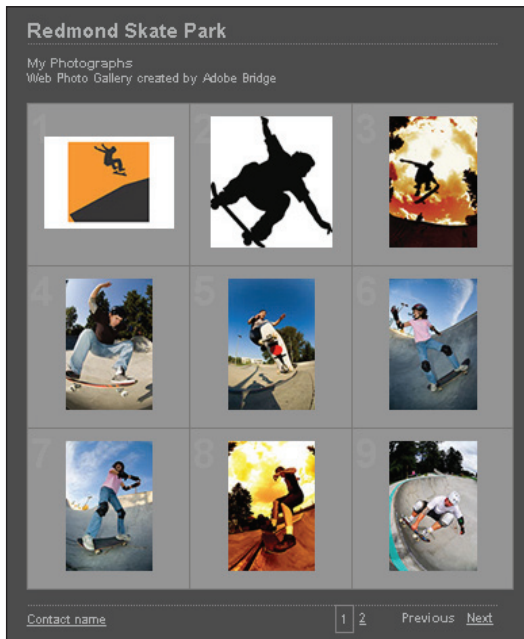 Redmond Skate Park
My Photographs
Web Photo Gallery created by Adobe Bridge
1
2
3
4
5
6
7
8
9
Contact name
1 2 Previous Next